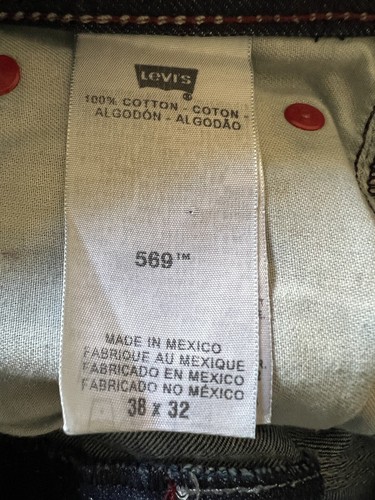 LEVI'S
®
100% COTTON - COTON -
ALGODÓN - ALGODÃO
569™
MADE IN MEXICO
FABRIQUE AU MEXIQUE
FABRICADO EN MÉXICO
FABRICADO NO MÉXICO
38 x 32